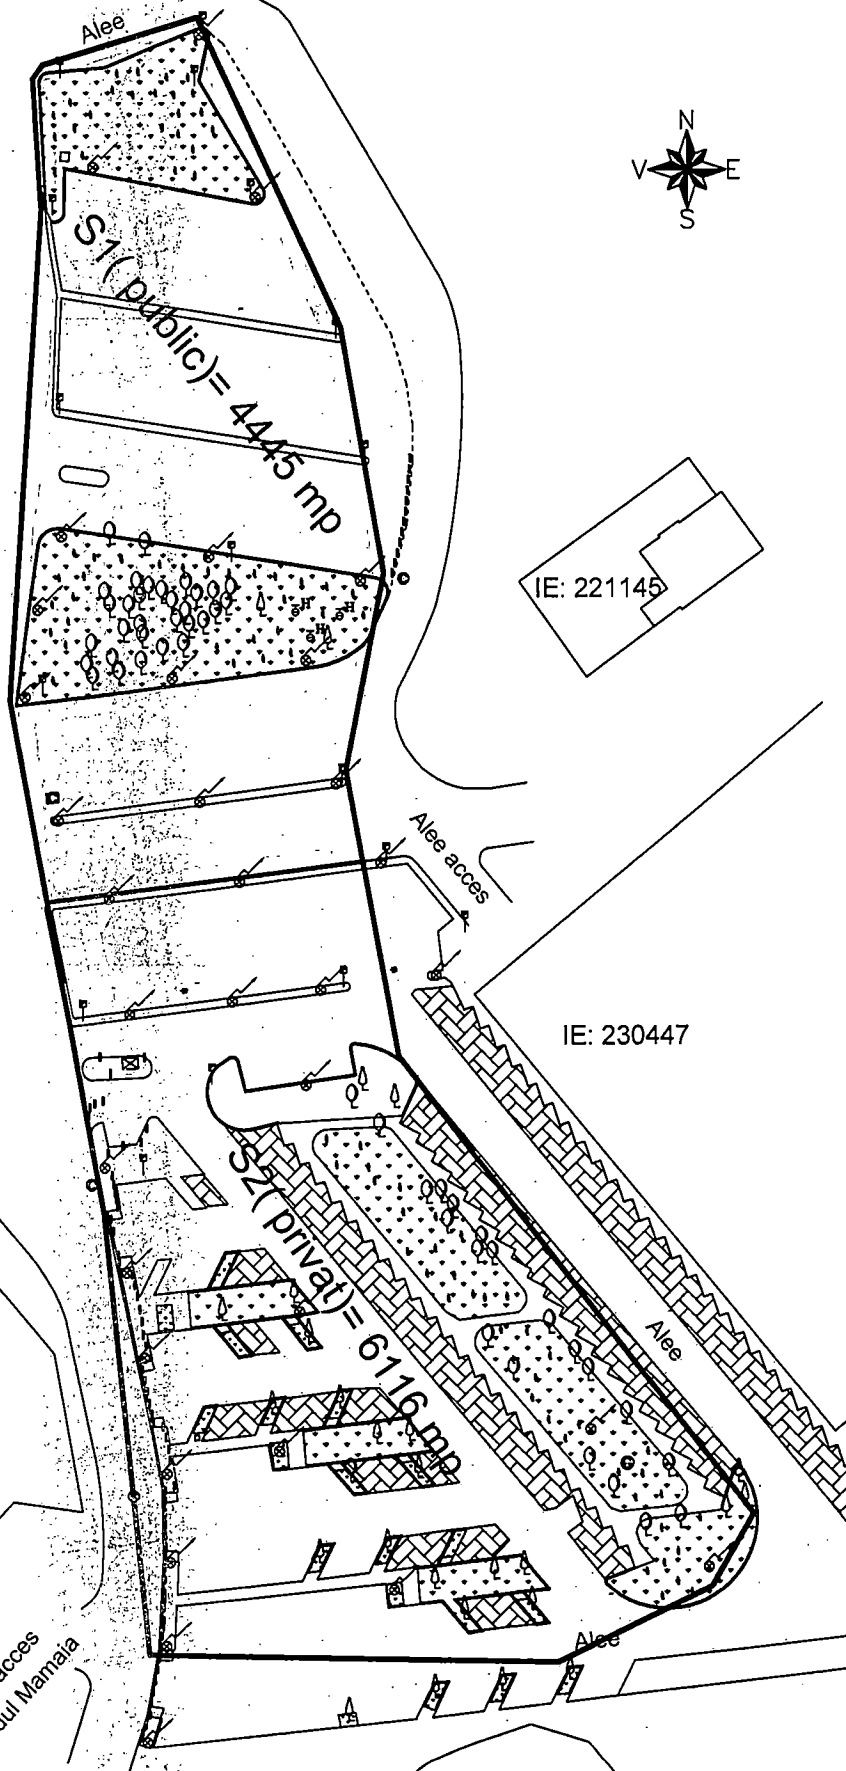 Alee
N
V E
S
S1( public)= 4445 mp
IE: 221145
H
H
H
Alee acces
IE: 230447
S2( privat)= 6116 mp
Alee
Alee
acces
Mamaia